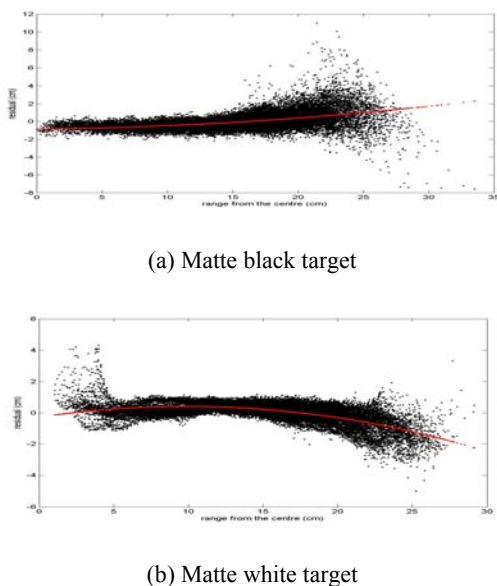 12
10
8
6
4
2
0
-2
-4
-6
-8
residual (cm)
0 5 10 15 20 25 30 35
range from the centre (cm)
(a) Matte black target
6
4
2
0
-2
-4
-6
residual (cm)
0 5 10 15 20 25 30
range from the centre (cm)
(b) Matte white target